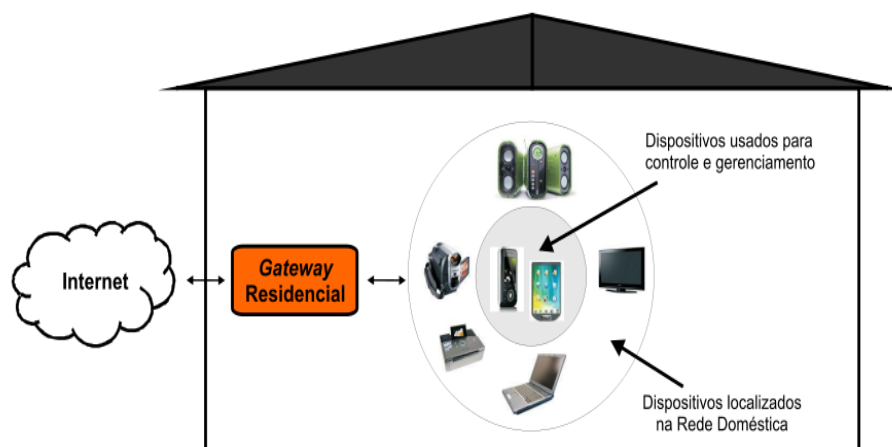 Dispositivos usados para
controle e gerenciamento
Internet
Gateway
Residencial
Dispositivos localizados
na Rede Doméstica